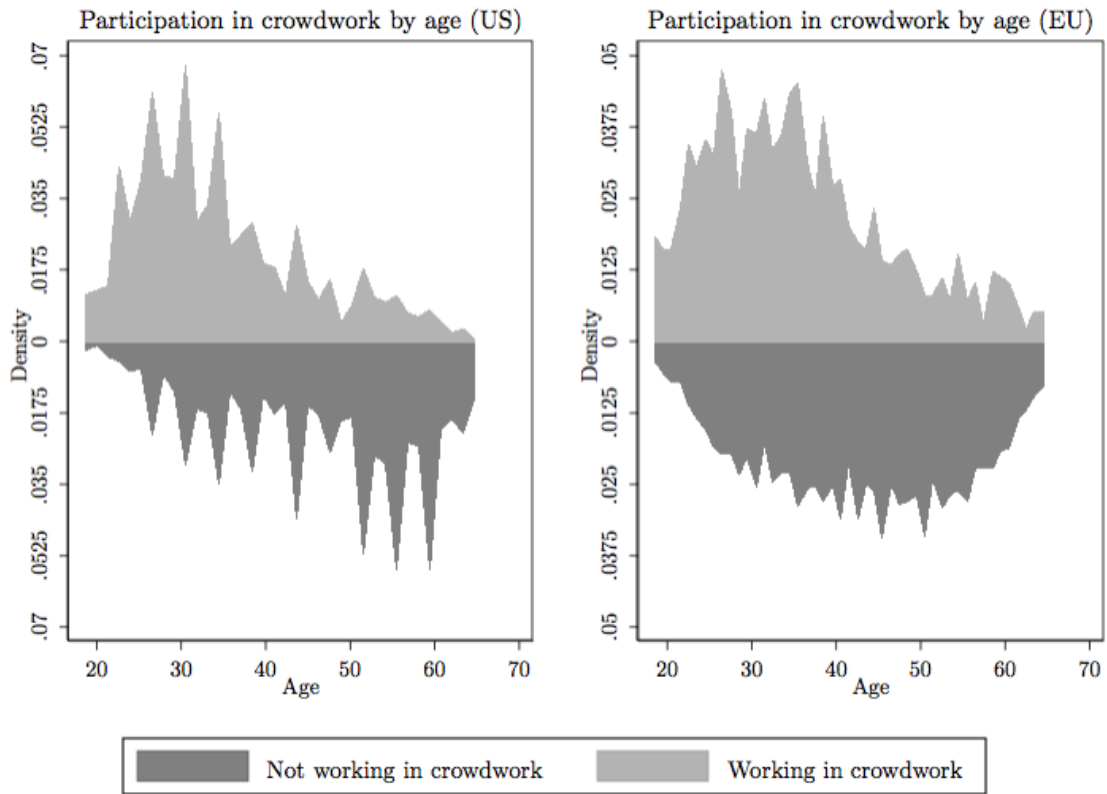 Participation in crowdwork by age (US)
Density
.07
.0525
.035
.0175
0
.0175
.035
.0525
.07
20 30 40 50 60 70
Age
Participation in crowdwork by age (EU)
Density
.05
.0375
.025
.0125
0
.0125
.025
.0375
.05
20 30 40 50 60 70
Age
Not working in crowdwork
Working in crowdwork